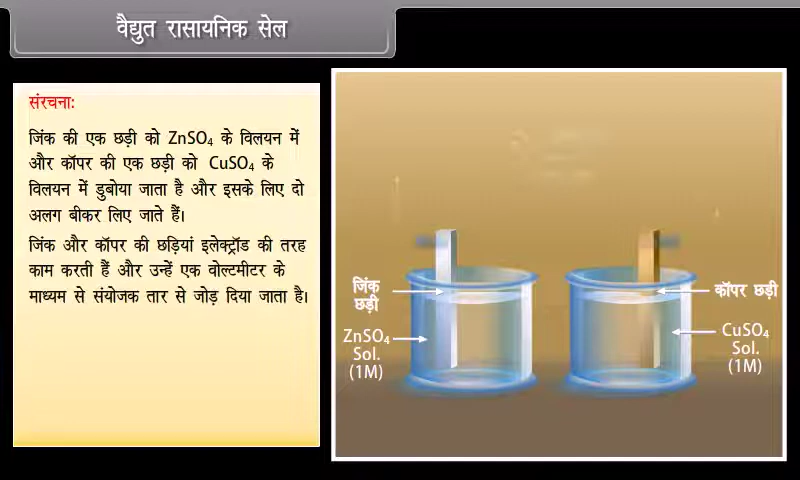 वैद्युत रासायनिक सेल
संरचना:
जिंक की एक छड़ी को ZnSO₄ के विलयन में
और कॉपर की एक छड़ी को CuSO₄ के
विलयन में डुबोया जाता है और इसके लिए दो
अलग बीकर लिए जाते हैं।
जिंक और कॉपर की छड़ियां इलेक्ट्रॉड की तरह
काम करती हैं और उन्हें एक वोल्टमीटर के
माध्यम से संयोजक तार से जोड़ दिया जाता है।
जिंक
छड़ी
ZnSO₄
Sol.
(1M)
कॉपर छड़ी
CuSO₄
Sol.
(1M)